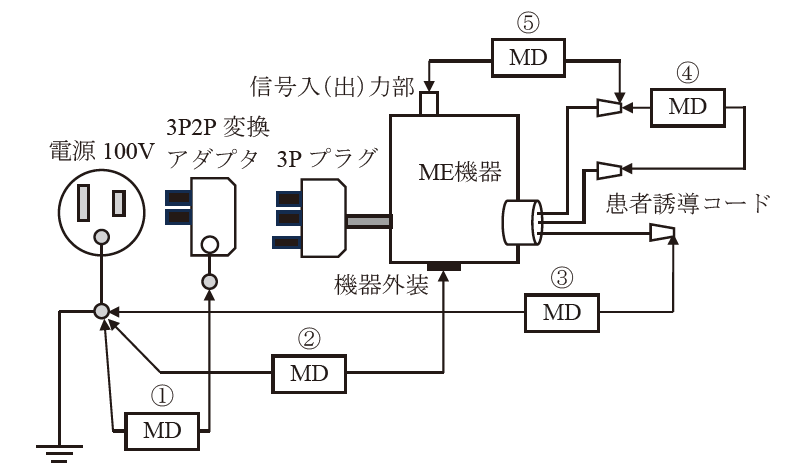 ⑤
MD
信号入(出)力部
④
MD
3P2P 変換
アダプタ
3P プラグ
電源 100V
ME機器
患者誘導コード
機器外装
③
MD
②
MD
①
MD